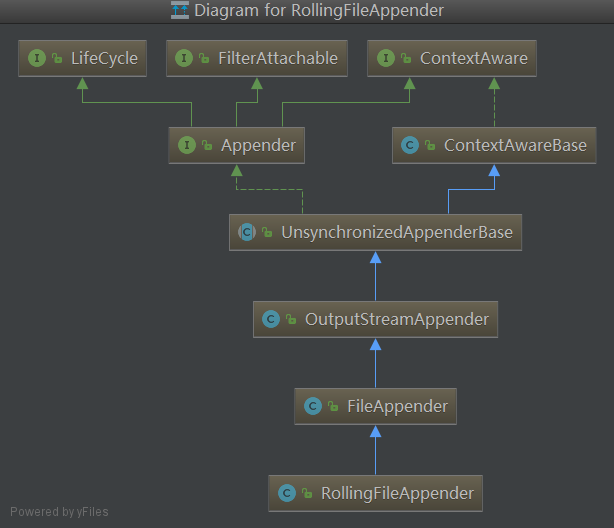 Diagram for RollingFileAppender
I LifeCycle
I FilterAttachable
I ContextAware
I Appender
C ContextAwareBase
C UnsynchronizedAppenderBase
C OutputStreamAppender
C FileAppender
C RollingFileAppender
Powered by yFiles